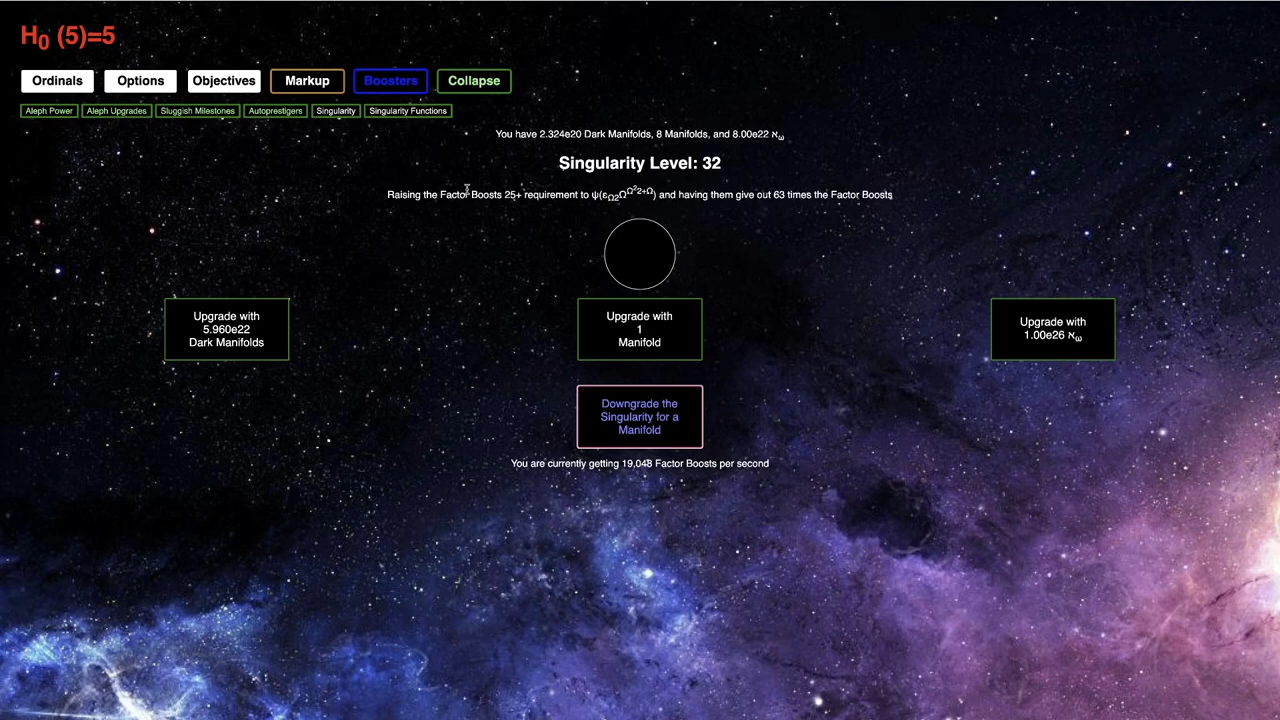 H₀ (5)=5
Ordinals Options Objectives Markup Boosters Collapse
Aleph Power Aleph Upgrades Sluggish Milestones Autoprestigers Singularity Singularity Functions
You have 2.324e20 Dark Manifolds, 8 Manifolds, and 8.00e22 ℵω
Singularity Level: 32
Raising the Factor Boosts 25+ requirement to ψ(εΩ2Ω^Ω^22+Ω) and having them give out 63 times the Factor Boosts
Upgrade with
5.960e22
Dark Manifolds
Upgrade with
1
Manifold
Upgrade with
1.00e26 ℵω
Downgrade the
Singularity for a
Manifold
You are currently getting 19,048 Factor Boosts per second